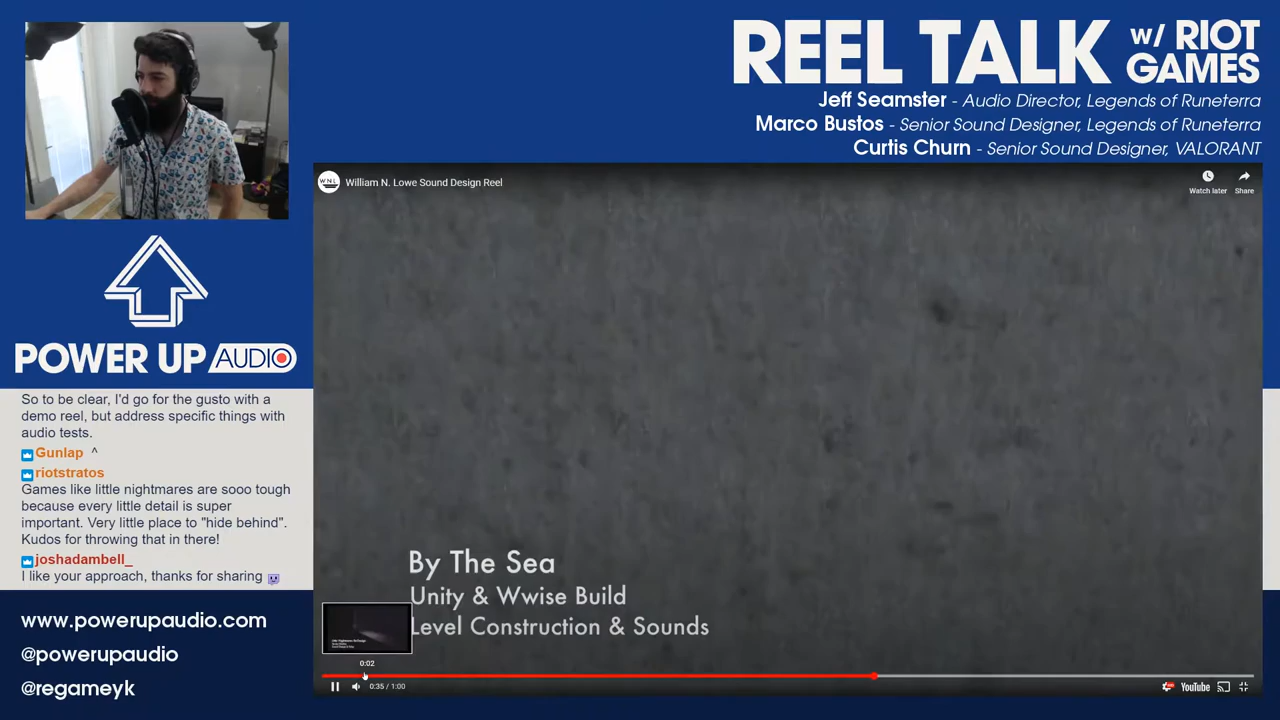 REEL TALK w/ RIOT GAMES
Jeff Seamster - Audio Director, Legends of Runeterra
Marco Bustos - Senior Sound Designer, Legends of Runeterra
Curtis Churn - Senior Sound Designer, VALORANT
WNL
William N. Lowe Sound Design Reel
Watch later
Share
POWER UP AUDIO
So to be clear, I'd go for the gusto with a
demo reel, but address specific things with
audio tests.
Gunlap ^
riotstratos
Games like little nightmares are sooo tough
because every little detail is super
important. Very little place to "hide behind".
Kudos for throwing that in there!
joshadambell_
I like your approach, thanks for sharing
www.powerupaudio.com
@powerupaudio
@regameyk
By The Sea
Unity & Wwise Build
Level Construction & Sounds
0:02
0:35 / 1:00
YouTube